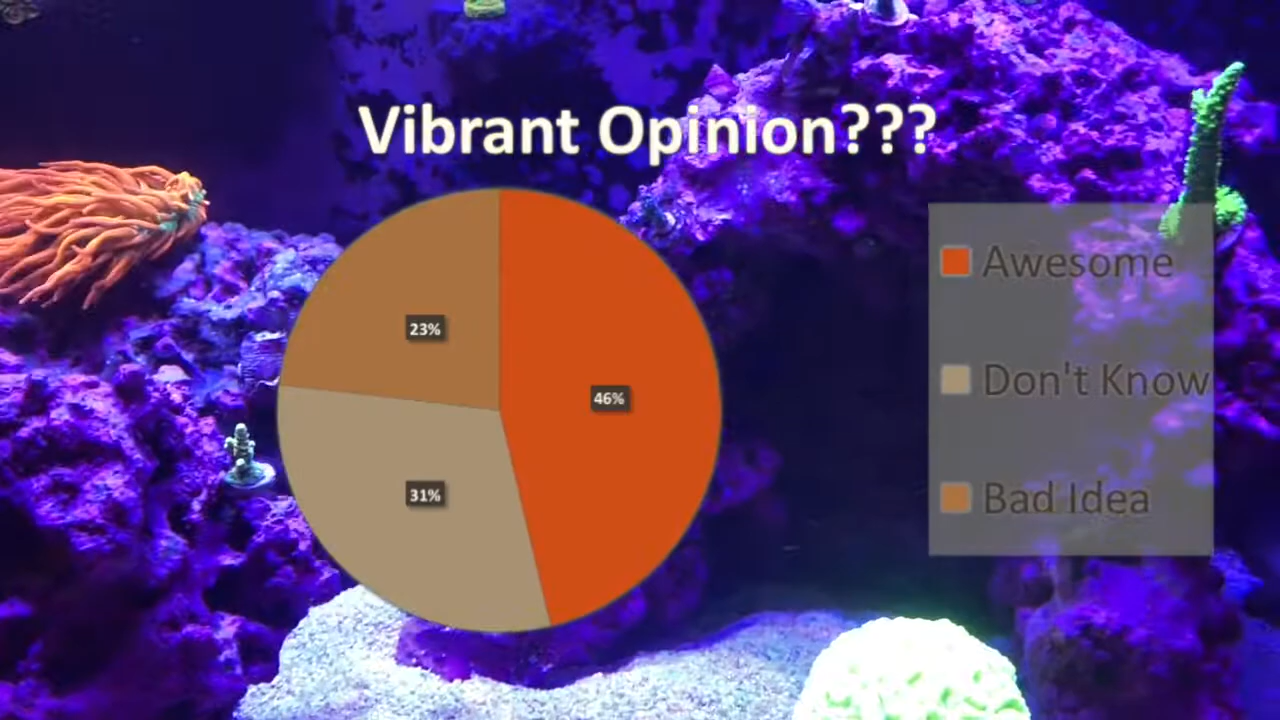 Vibrant Opinion???
Awesome
23%
46%
Don't Know
31%
Bad Idea